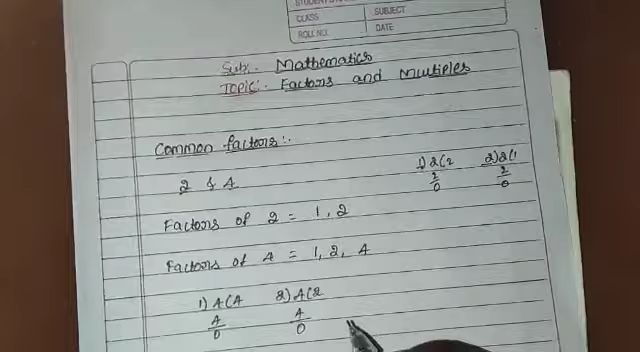 STUDENT'S
CLASS SUBJECT
ROLL NO. DATE
Sub:. Mathematics
Topic:. Factors and Multiples
Common factors:.
1) 2(2 2) 2(1
2 2
0 0
2 & 4
Factors of 2 = 1, 2
Factors of 4 = 1, 2, 4
1) 4(4 2) 4(2
4 4
0 0